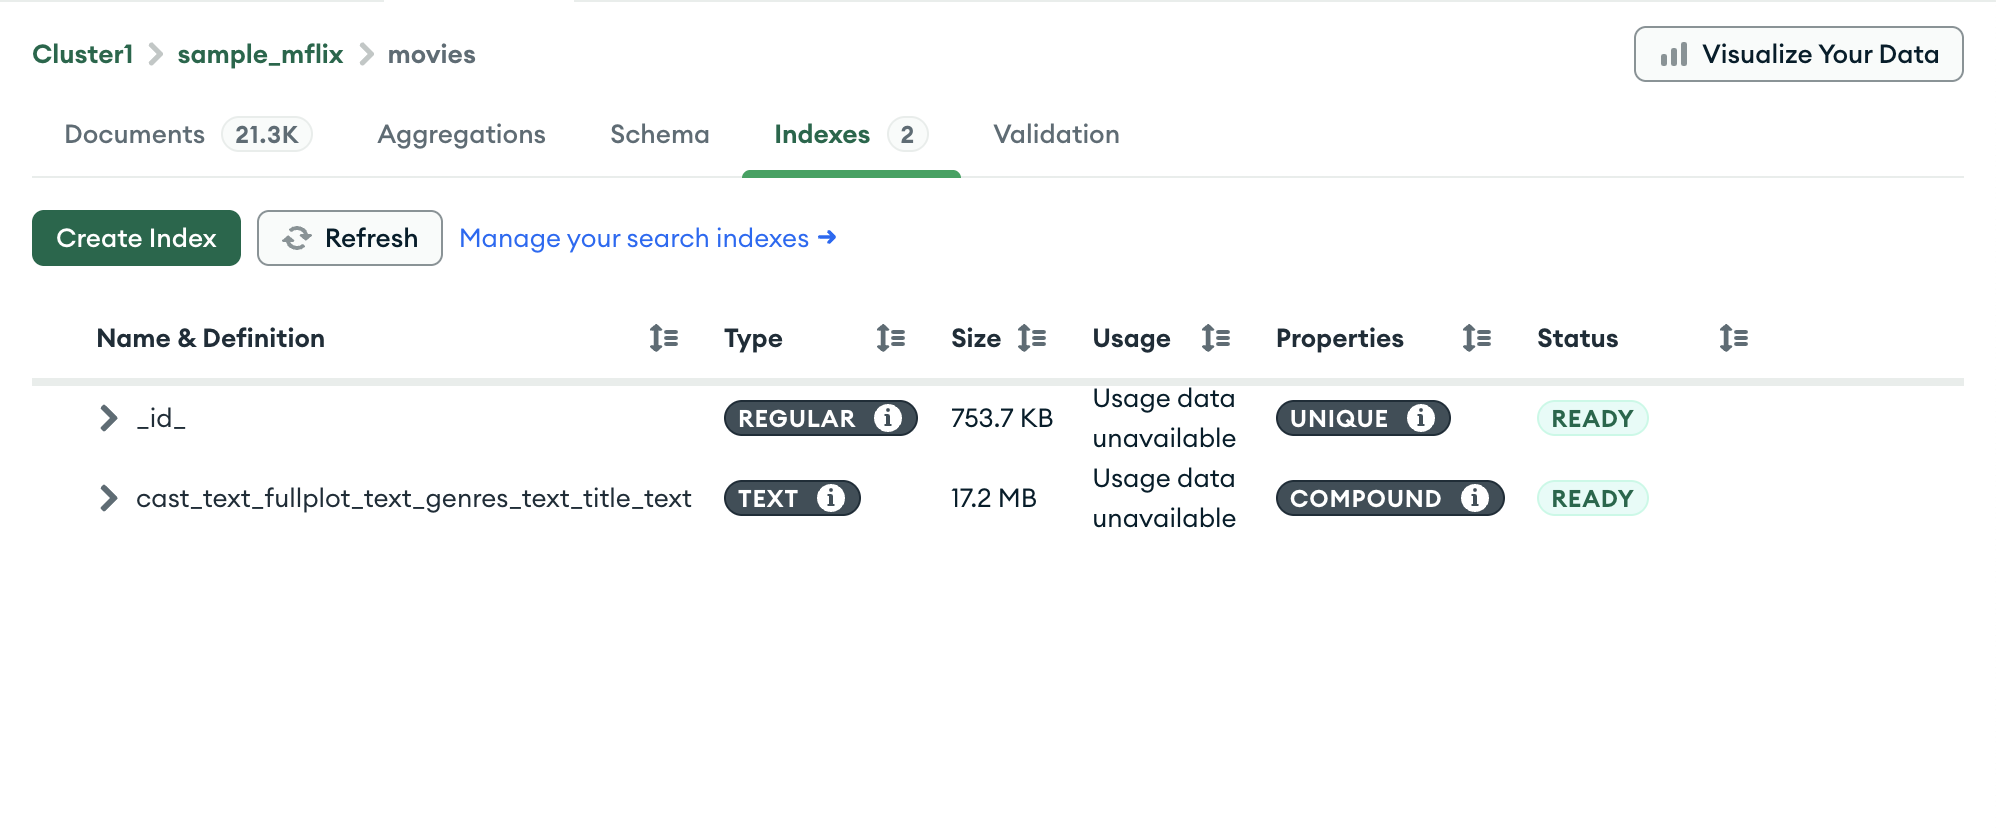 Cluster1 > sample_mflix > movies
Visualize Your Data
Documents 21.3K Aggregations Schema Indexes 2 Validation
Create Index Refresh Manage your search indexes →
Name & Definition Type Size Usage Properties Status
_id_ REGULAR 753.7 KB Usage data unavailable UNIQUE READY
cast_text_fullplot_text_genres_text_title_text TEXT 17.2 MB Usage data unavailable COMPOUND READY